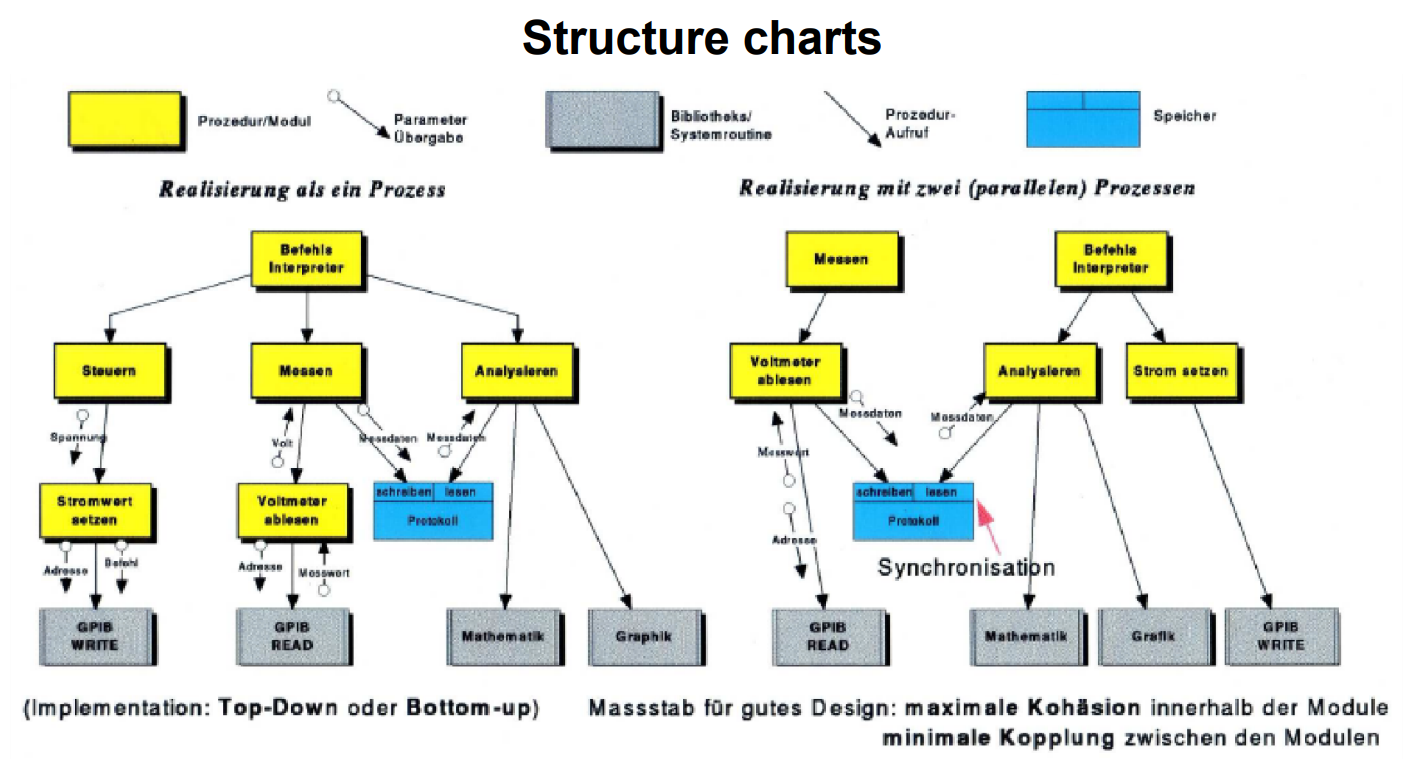 Structure charts
Prozedur/Modul
Parameter
Übergabe
Bibliotheks/
Systemroutine
Prozedur-
Aufruf
Speicher
Realisierung als ein Prozess
Realisierung mit zwei (parallelen) Prozessen
Befehls
Interpreter
Steuern
Messen
Analysieren
Spannung
Volt
Messdaten
Messdaten
Stromwert
setzen
Voltmeter
ablesen
schreiben
lesen
Protokoll
Adresse
Befehl
Adresse
Messwert
GPIB
WRITE
GPIB
READ
Mathematik
Graphik
Messen
Befehls
Interpreter
Voltmeter
ablesen
Analysieren
Strom setzen
Messdaten
Messdaten
Messwert
schreiben
lesen
Protokoll
Adresse
Synchronisation
GPIB
READ
Mathematik
Grafik
GPIB
WRITE
(Implementation: Top-Down oder Bottom-up)
Massstab für gutes Design: maximale Kohäsion innerhalb der Module
minimale Kopplung zwischen den Modulen